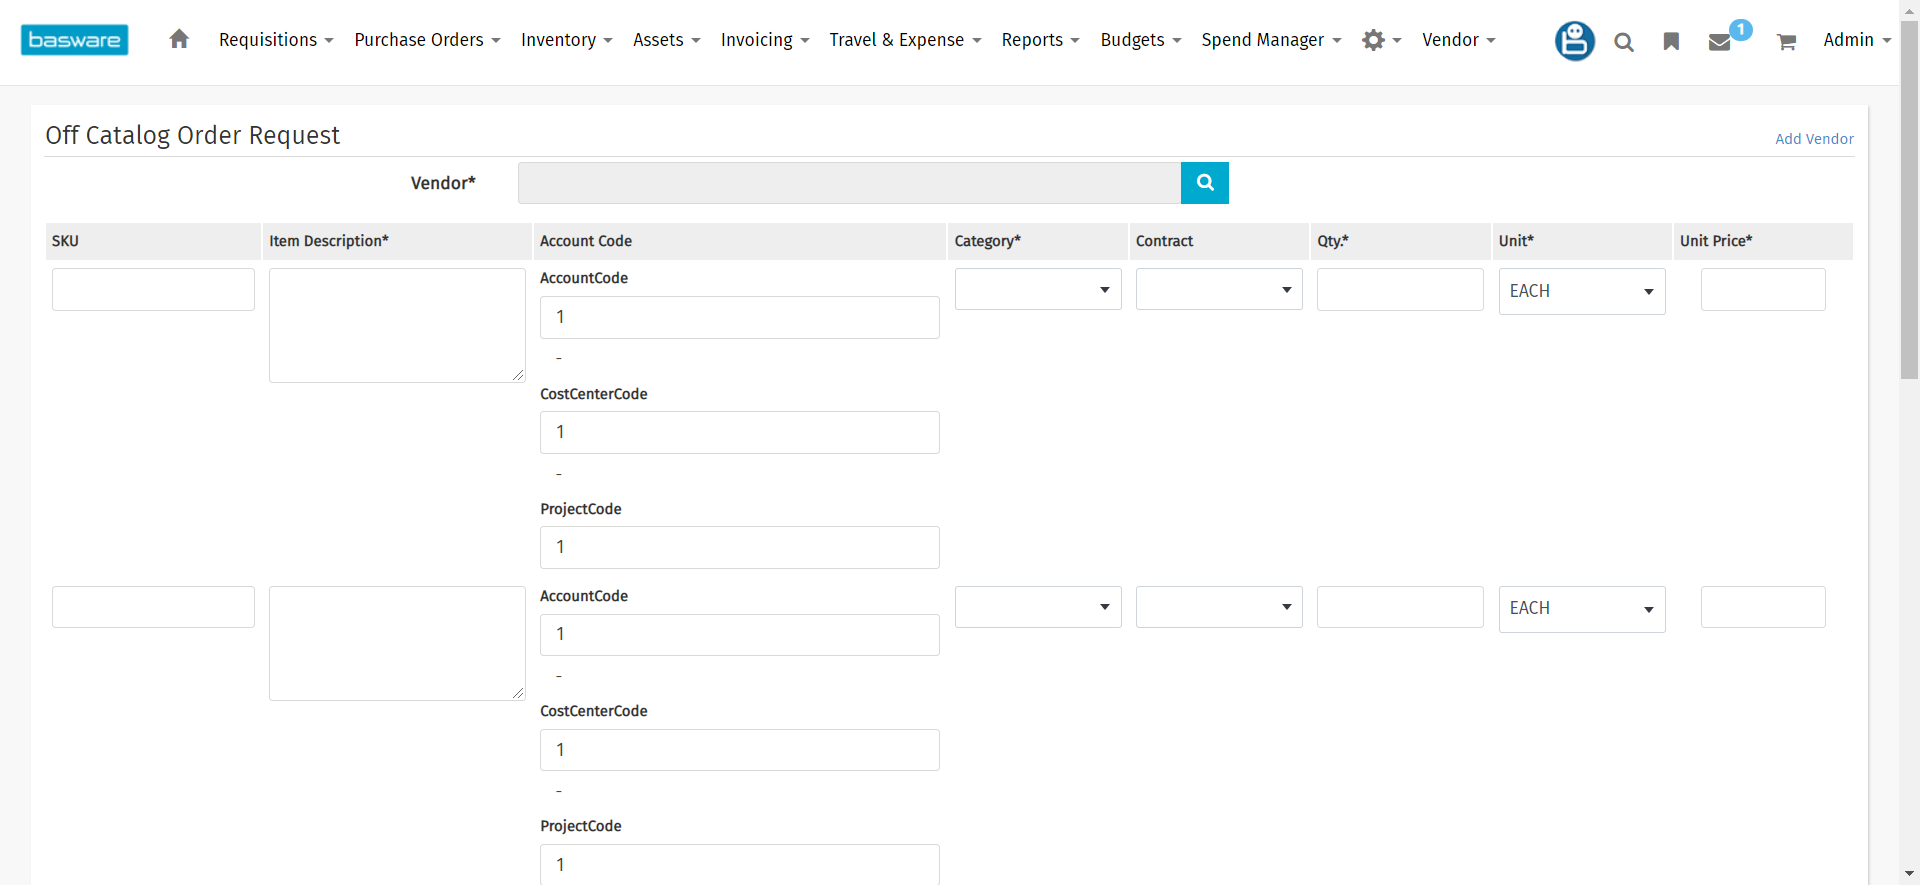 basware Requisitions Purchase Orders Inventory Assets Invoicing Travel & Expense Reports Budgets Spend Manager Vendor 1 Admin
Off Catalog Order Request
Add Vendor
Vendor*
SKU Item Description* Account Code Category* Contract Qty.* Unit* Unit Price*
AccountCode
EACH
1
-
CostCenterCode
1
-
ProjectCode
1
AccountCode
EACH
1
-
CostCenterCode
1
-
ProjectCode
1